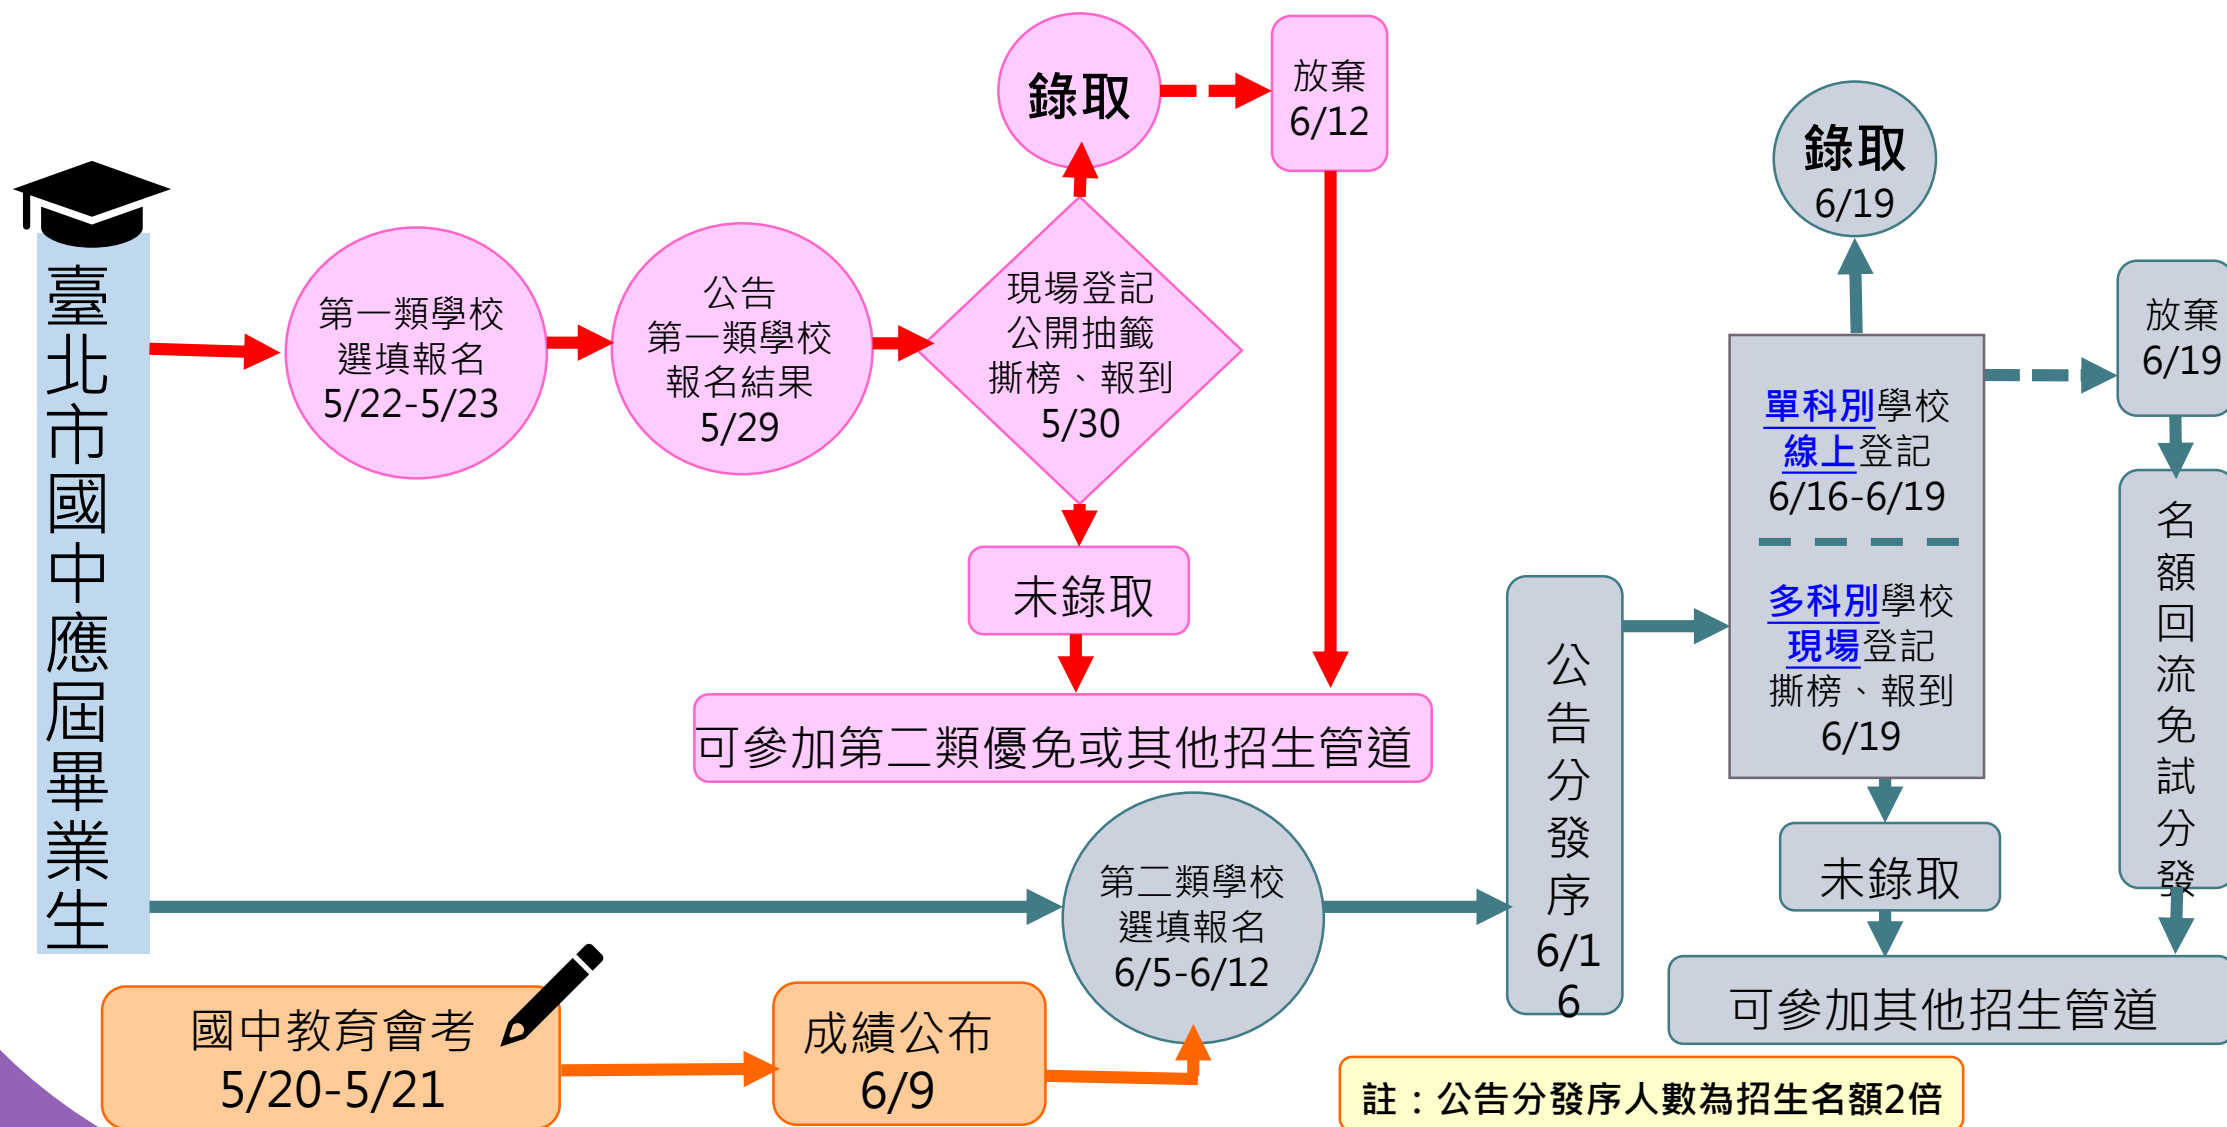 臺北市國中應屆畢業生
第一類學校
選填報名
5/22-5/23
公告
第一類學校
報名結果
5/29
現場登記
公開抽籤
撕榜、報到
5/30
錄取
放棄
6/12
未錄取
可參加第二類優免或其他招生管道
國中教育會考
5/20-5/21
成績公布
6/9
第二類學校
選填報名
6/5-6/12
公
告
分
發
序
6/1
6
單科別學校
線上登記
6/16-6/19
多科別學校
現場登記
撕榜、報到
6/19
錄取
6/19
放棄
6/19
名
額
回
流
免
試
分
發
未錄取
可參加其他招生管道
註：公告分發序人數為招生名額2倍